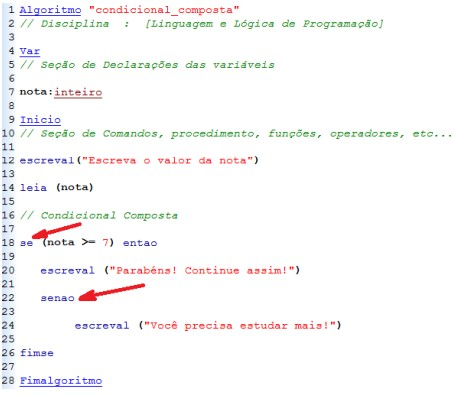 1 Algoritmo "condicional_composta"
2 // Disciplina  :  [Linguagem e Lógica de Programação]
3
4 Var
5 // Seção de Declarações das variáveis
6
7 nota:inteiro
8
9 Inicio
10 // Seção de Comandos, procedimento, funções, operadores, etc...
11
12 escreval("Escreva o valor da nota")
13
14 leia (nota)
15
16 // Condicional Composta
17
18 se (nota >= 7) entao
19
20 escreval ("Parabéns! Continue assim!")
21
22 senao
23
24 escreval ("Você precisa estudar mais!")
25
26 fimse
27
28 Fimalgoritmo